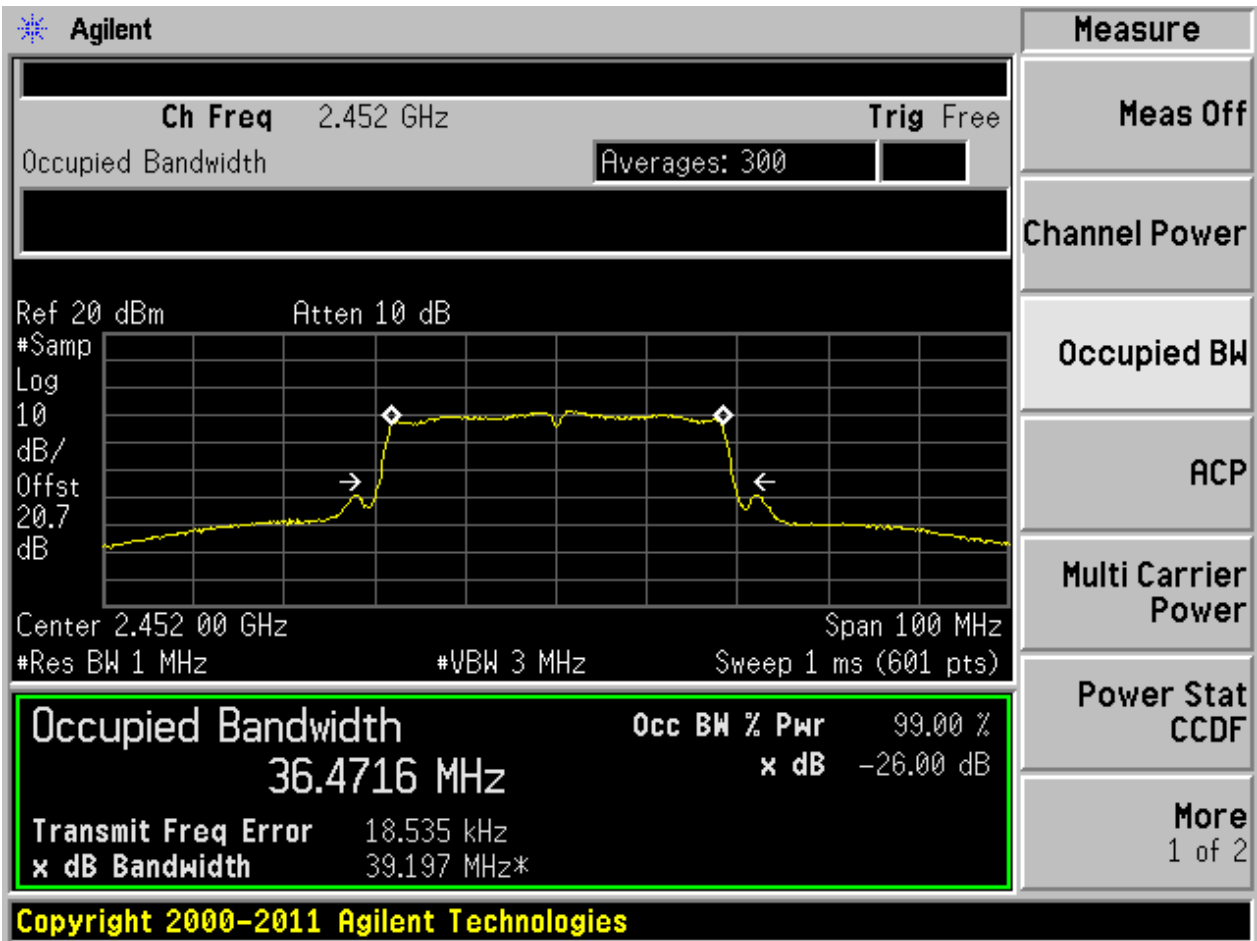 Agilent
Measure
Ch Freq 2.452 GHz Trig Free
Occupied Bandwidth Averages: 300
Meas Off
Channel Power
Occupied BW
ACP
Multi Carrier
Power
Power Stat
CCDF
More
1 of 2
Ref 20 dBm Atten 10 dB
#Samp
Log
10
dB/
Offst
20.7
dB
Center 2.452 00 GHz Span 100 MHz
#Res BW 1 MHz #VBW 3 MHz Sweep 1 ms (601 pts)
Occupied Bandwidth Occ BW % Pwr 99.00 %
36.4716 MHz x dB -26.00 dB
Transmit Freq Error 18.535 kHz
x dB Bandwidth 39.197 MHz*
Copyright 2000-2011 Agilent Technologies